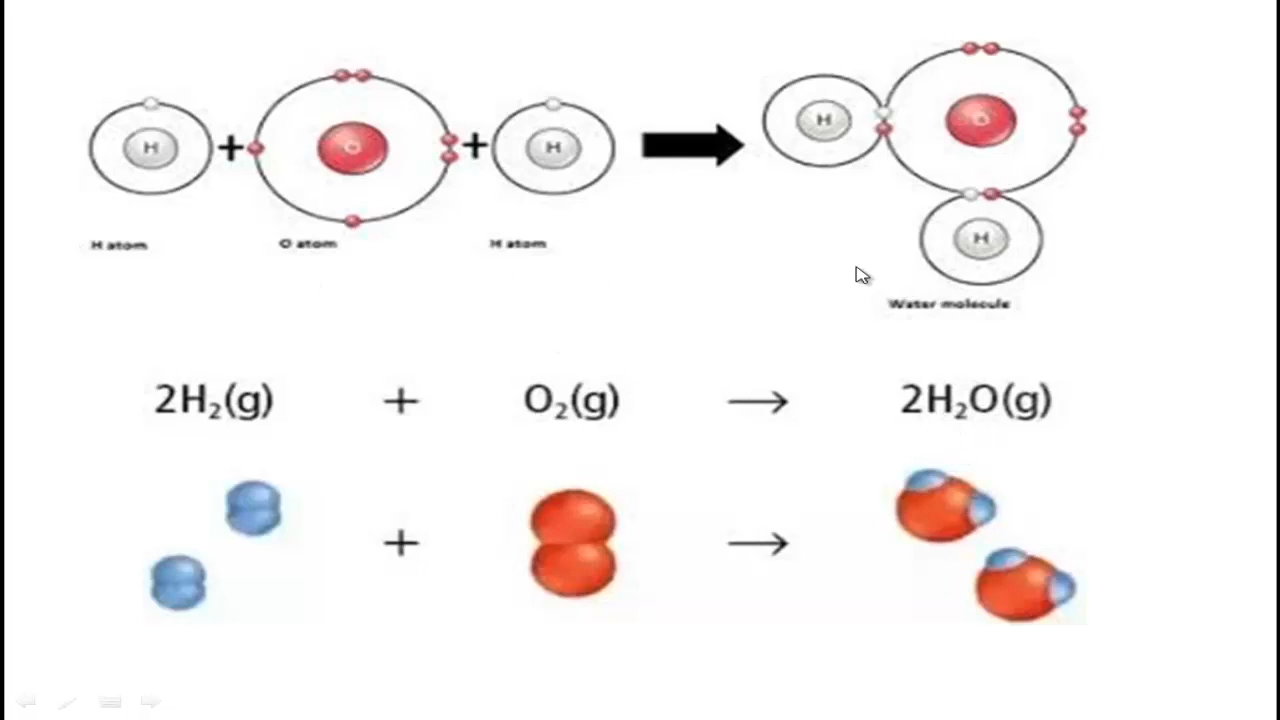 H + O + H H O
H
H atom O atom H atom
Water molecule
2H₂(g) + O₂(g) → 2H₂O(g)
+ →